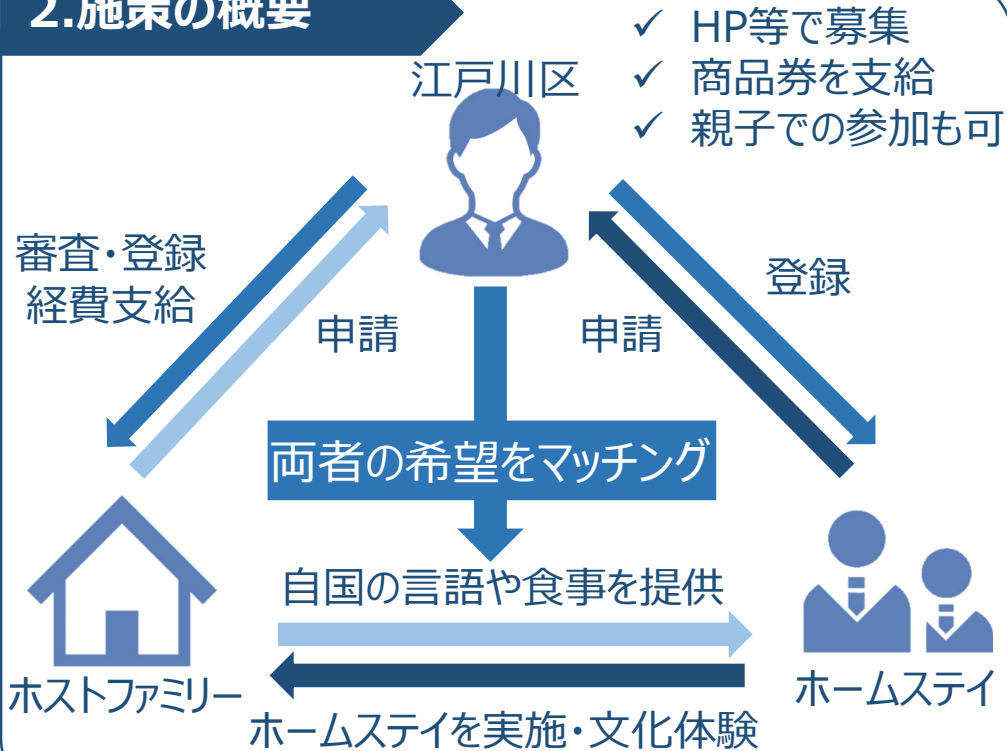 2.施策の概要
✓ HP等で募集
✓ 商品券を支給
✓ 親子での参加も可
江戸川区
審査・登録
経費支給
申請
申請
登録
両者の希望をマッチング
自国の言語や食事を提供
ホストファミリー
ホームステイ
ホームステイを実施・文化体験